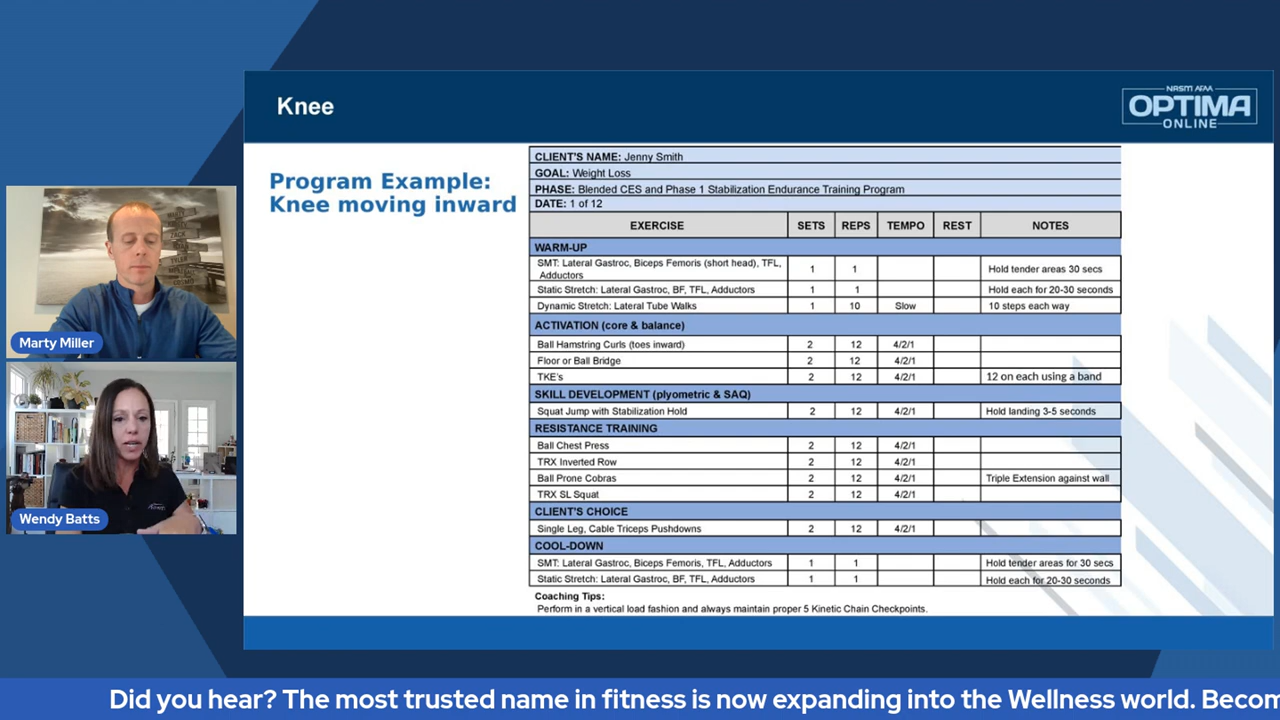 Knee
NASM AFAA
OPTIMA
ONLINE
Program Example:
Knee moving inward
CLIENT'S NAME: Jenny Smith
GOAL: Weight Loss
PHASE: Blended CES and Phase 1 Stabilization Endurance Training Program
DATE: 1 of 12
EXERCISE SETS REPS TEMPO REST NOTES
WARM-UP
SMT: Lateral Gastroc, Biceps Femoris (short head), TFL,
Adductors 1 1 Hold tender areas 30 secs
Static Stretch: Lateral Gastroc, BF, TFL, Adductors 1 1 Hold each for 20-30 seconds
Dynamic Stretch: Lateral Tube Walks 1 10 Slow 10 steps each way
ACTIVATION (core & balance)
Ball Hamstring Curls (toes inward) 2 12 4/2/1
Floor or Ball Bridge 2 12 4/2/1
TKE's 2 12 4/2/1 12 on each using a band
SKILL DEVELOPMENT (plyometric & SAQ)
Squat Jump with Stabilization Hold 2 12 4/2/1 Hold landing 3-5 seconds
RESISTANCE TRAINING
Ball Chest Press 2 12 4/2/1
TRX Inverted Row 2 12 4/2/1
Ball Prone Cobras 2 12 4/2/1 Triple Extension against wall
TRX SL Squat 2 12 4/2/1
CLIENT'S CHOICE
Single Leg, Cable Triceps Pushdowns 2 12 4/2/1
COOL-DOWN
SMT: Lateral Gastroc, Biceps Femoris, TFL, Adductors 1 1 Hold tender areas for 30 secs
Static Stretch: Lateral Gastroc, BF, TFL, Adductors 1 1 Hold each for 20-30 seconds
Coaching Tips:
Perform in a vertical load fashion and always maintain proper 5 Kinetic Chain Checkpoints.
Marty Miller
Wendy Batts
Did you hear? The most trusted name in fitness is now expanding into the Wellness world. Becom